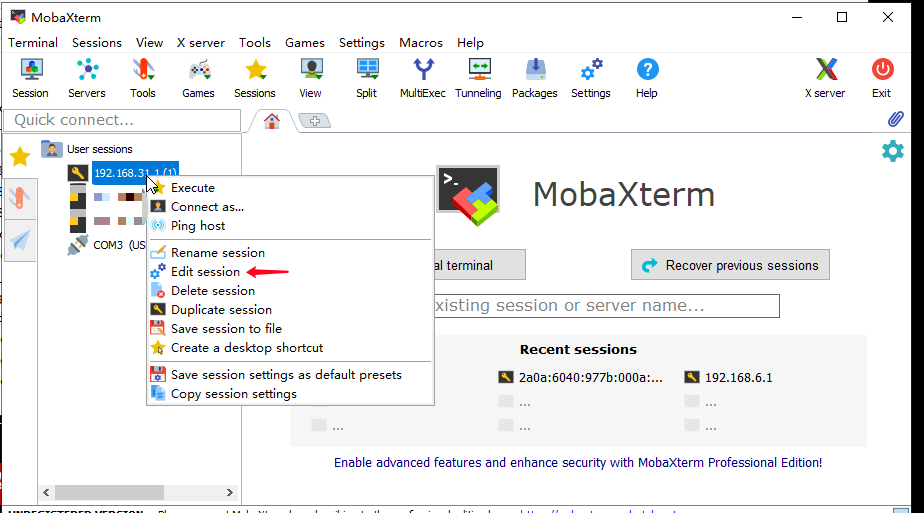 MobaXterm
Terminal Sessions View X server Tools Games Settings Macros Help
Session Servers Tools Games Sessions View Split MultiExec Tunneling Packages Settings Help X server Exit
Quick connect...
User sessions
192.168.31.1 (1)
COM3 (US
Execute
Connect as...
Ping host
Rename session
Edit session
Delete session
Duplicate session
Save session to file
Create a desktop shortcut
Save session settings as default presets
Copy session settings
>_
MobaXterm
al terminal
Recover previous sessions
existing session or server name...
Recent sessions
2a0a:6040:977b:000a:... 192.168.6.1
... ...
... ... ...
Enable advanced features and enhance security with MobaXterm Professional Edition!
UNREGISTERED VERSION